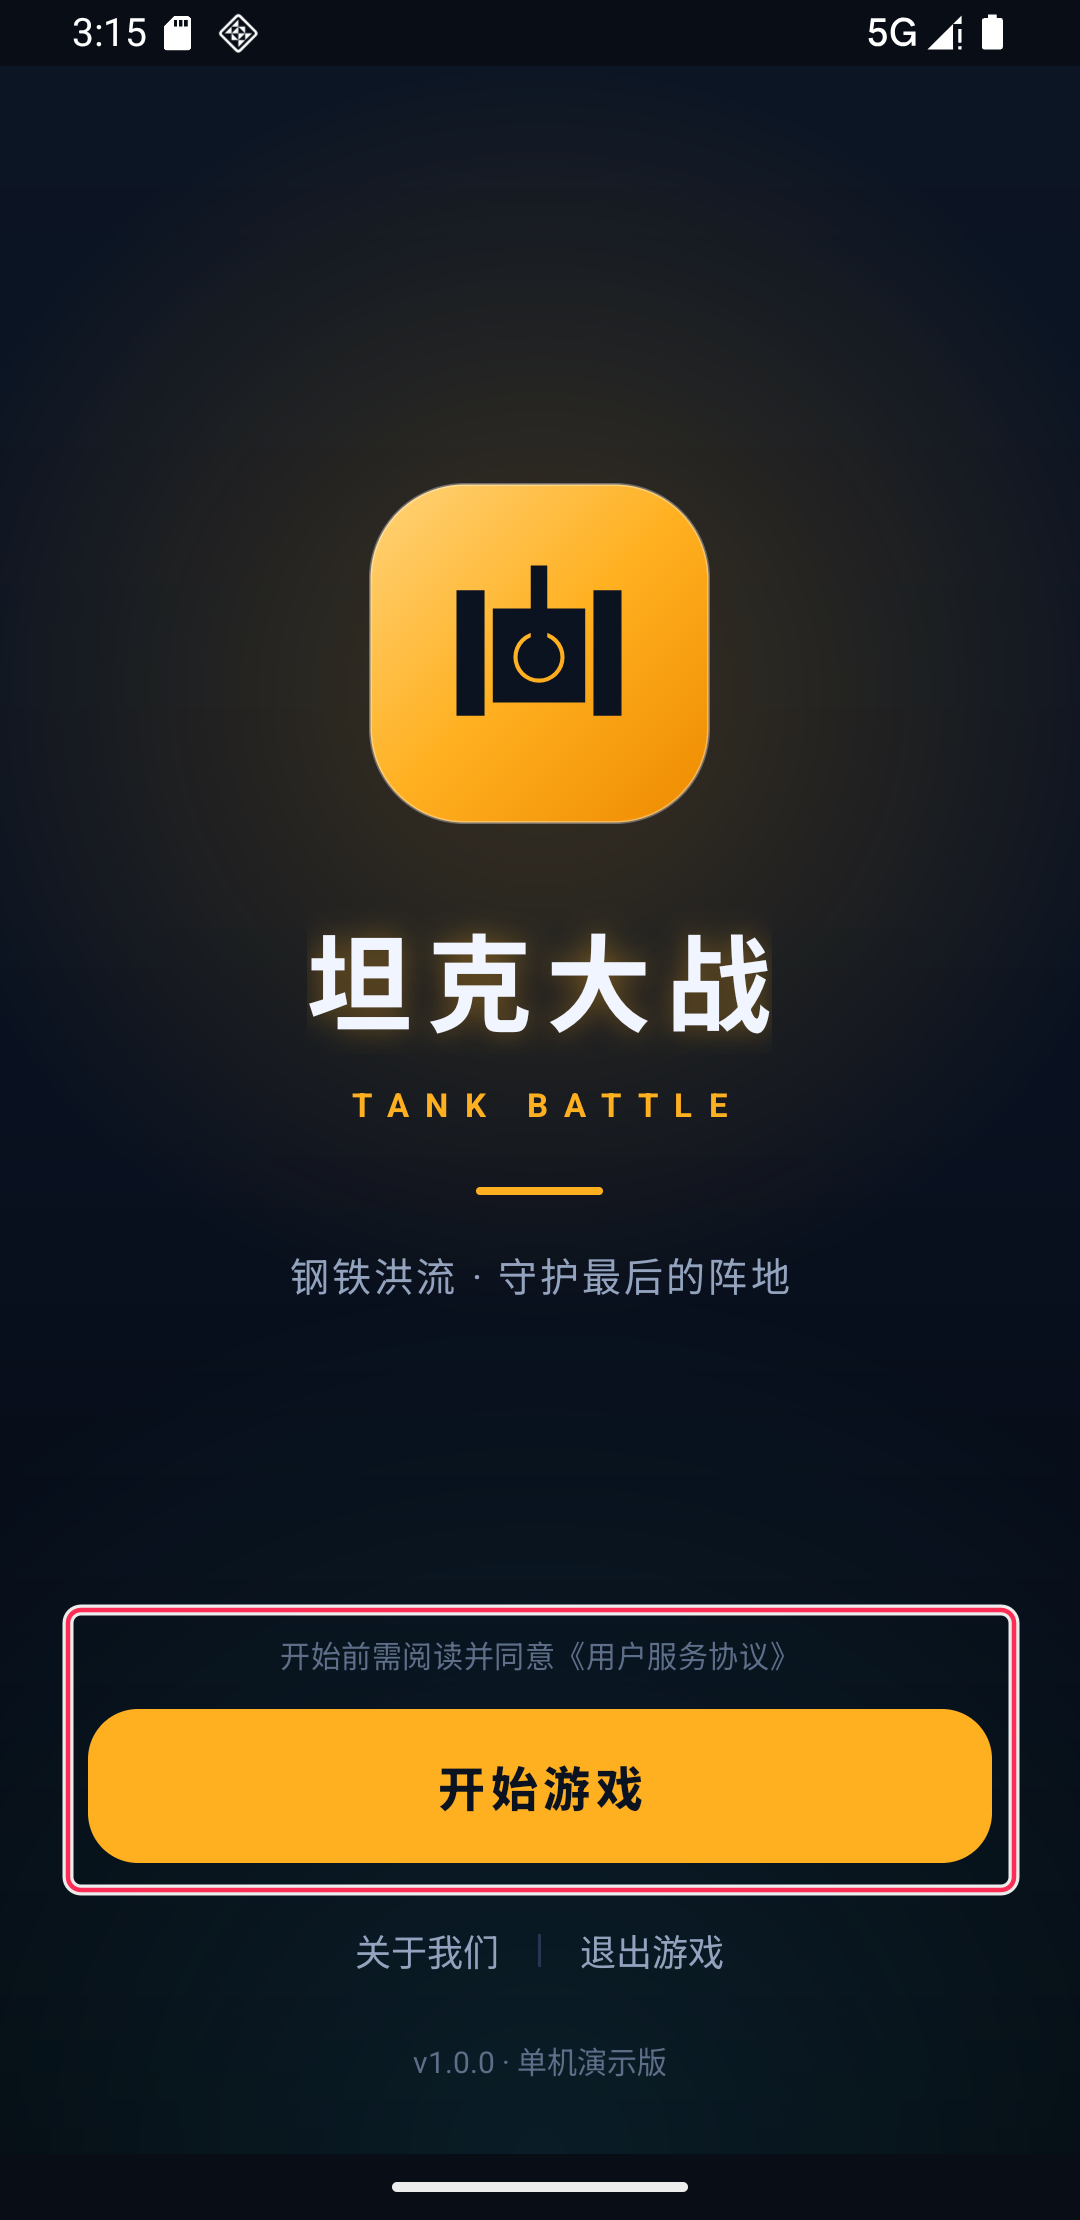 3:15
5G
坦克大战
TANK BATTLE
钢铁洪流 · 守护最后的阵地
开始前需阅读并同意《用户服务协议》
开始游戏
关于我们
退出游戏
v1.0.0 · 单机演示版